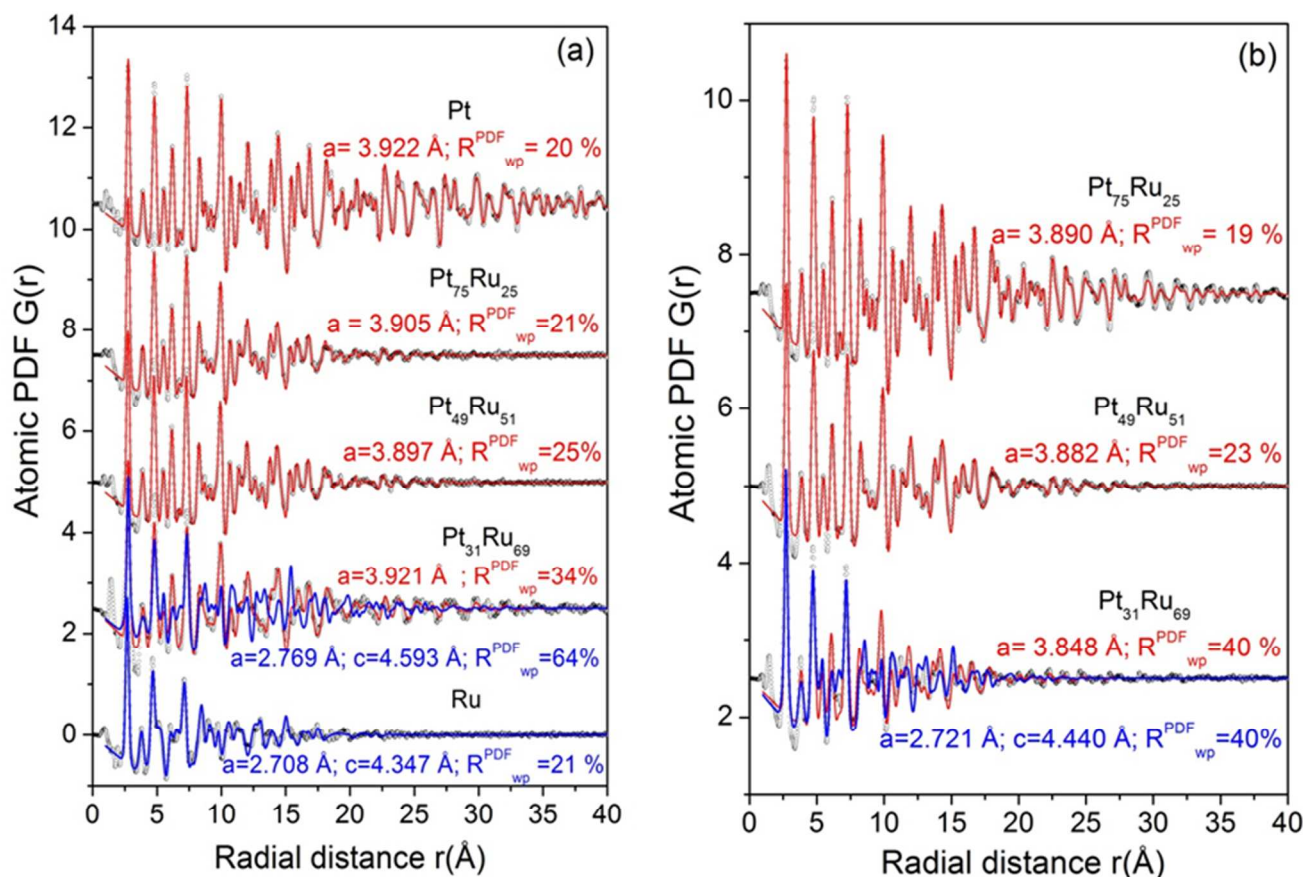 (a)
14
12
10
8
6
4
2
0
Atomic PDF G(r)
Pt
a= 3.922 Å; R^PDF_wp = 20 %
Pt₇₅Ru₂₅
a = 3.905 Å; R^PDF_wp =21%
Pt₄₉Ru₅₁
a=3.897 Å; R^PDF_wp =25%
Pt₃₁Ru₆₉
a=3.921 Å ; R^PDF_wp =34%
a=2.769 Å; c=4.593 Å; R^PDF_wp =64%
Ru
a=2.708 Å; c=4.347 Å; R^PDF_wp =21 %
0 5 10 15 20 25 30 35 40
Radial distance r(Å)
(b)
10
8
6
4
2
Atomic PDF G(r)
Pt₇₅Ru₂₅
a= 3.890 Å; R^PDF_wp = 19 %
Pt₄₉Ru₅₁
a= 3.882 Å; R^PDF_wp =23 %
Pt₃₁Ru₆₉
a= 3.848 Å; R^PDF_wp =40 %
a=2.721 Å; c=4.440 Å; R^PDF_wp =40%
0 5 10 15 20 25 30 35 40
Radial distance r(Å)